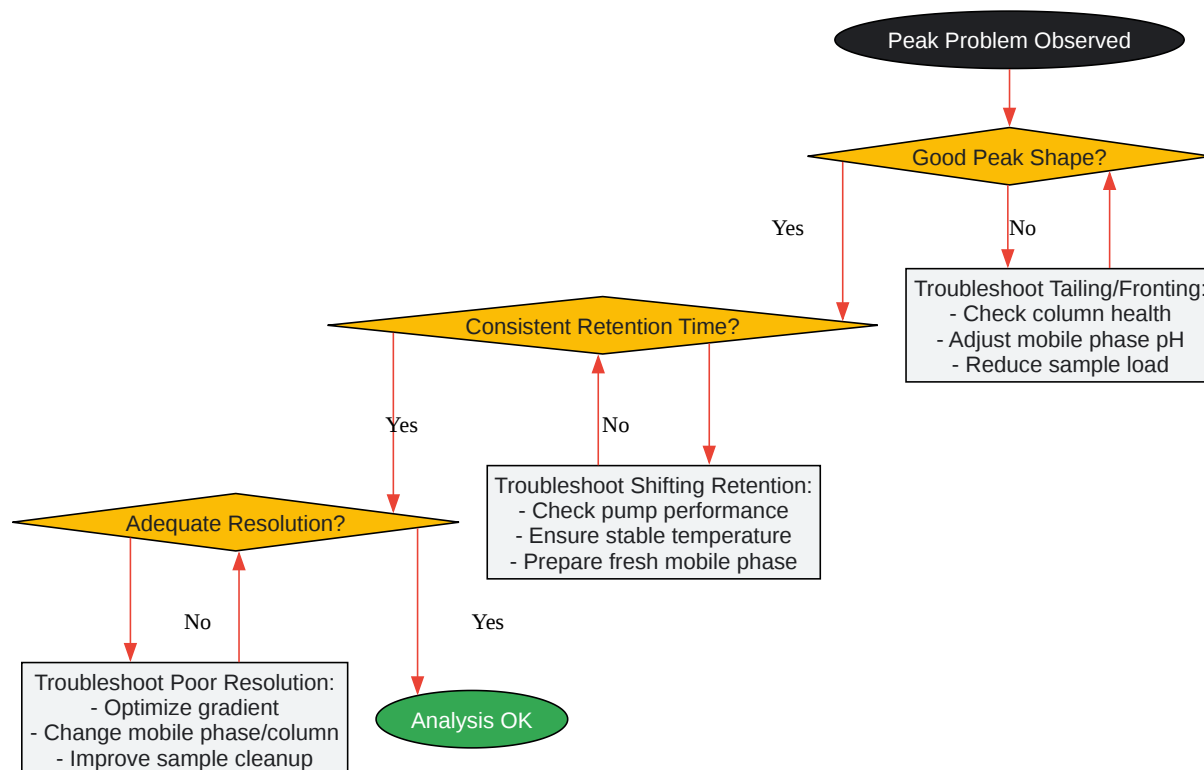 Peak Problem Observed
Good Peak Shape?
Yes
No
Troubleshoot Tailing/Fronting:
- Check column health
- Adjust mobile phase pH
- Reduce sample load
Consistent Retention Time?
Yes
No
Troubleshoot Shifting Retention:
- Check pump performance
- Ensure stable temperature
- Prepare fresh mobile phase
Adequate Resolution?
No
Yes
Troubleshoot Poor Resolution:
- Optimize gradient
- Change mobile phase/column
- Improve sample cleanup
Analysis OK